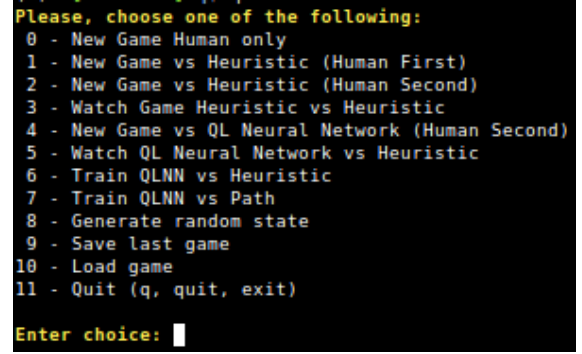 Please, choose one of the following:
0 - New Game Human only
1 - New Game vs Heuristic (Human First)
2 - New Game vs Heuristic (Human Second)
3 - Watch Game Heuristic vs Heuristic
4 - New Game vs QL Neural Network (Human Second)
5 - Watch QL Neural Network vs Heuristic
6 - Train QLNN vs Heuristic
7 - Train QLNN vs Path
8 - Generate random state
9 - Save last game
10 - Load game
11 - Quit (q, quit, exit)
Enter choice: